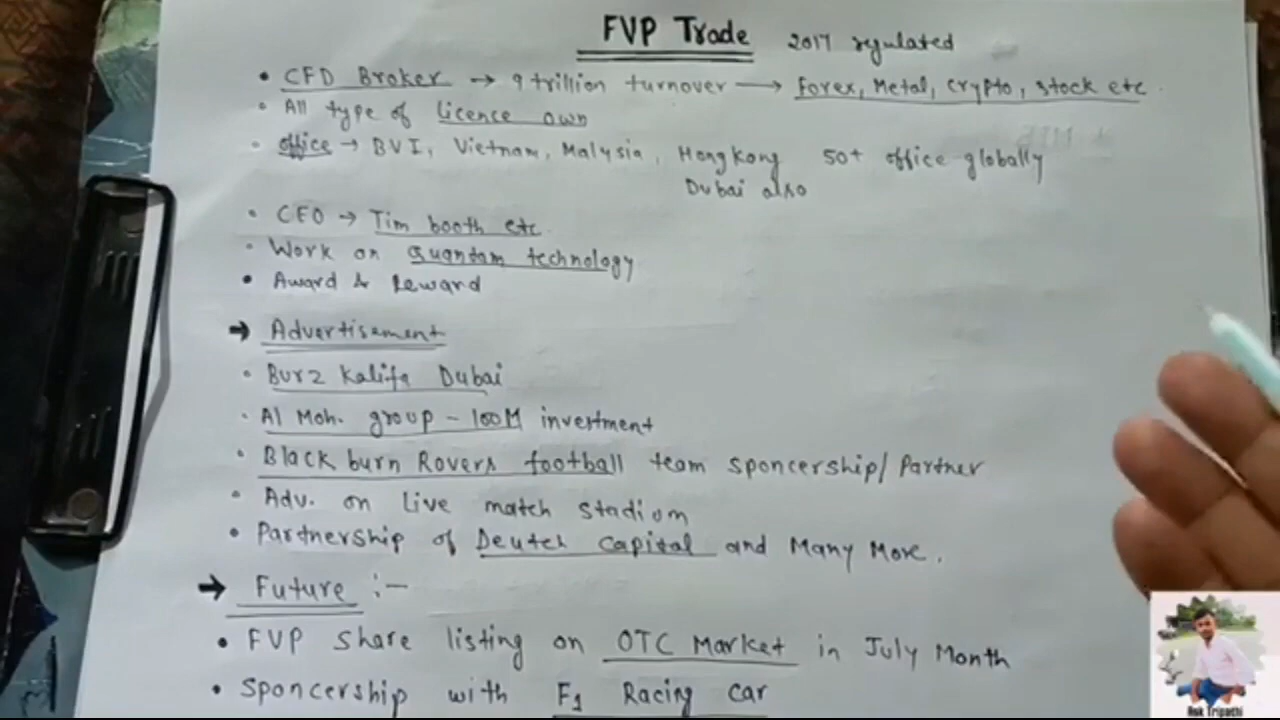 FVP Trade 2017 regulated
• CFD Broker → 9 trillion turnover → Forex, Metal, Crypto, stock etc.
• All type of licence own
• office → BVI, Vietnam, Malysia, HongKong 50+ office globally
Dubai also
• CFO → Tim booth etc.
• Work on Quantam technology
• Award & Reward
→ Advertisement
• Burz Kalifa Dubai
• Al Moh. group - 100M investment
• Black burn Rovers football team sponcership/Partner
• Adv. on Live match stadiom
• Partnership of Deutch Capital and Many More.
→ Future :-
• FVP Share listing on OTC Market in July Month
• Sponcership with F1 Racing Car
Ask Tripathi